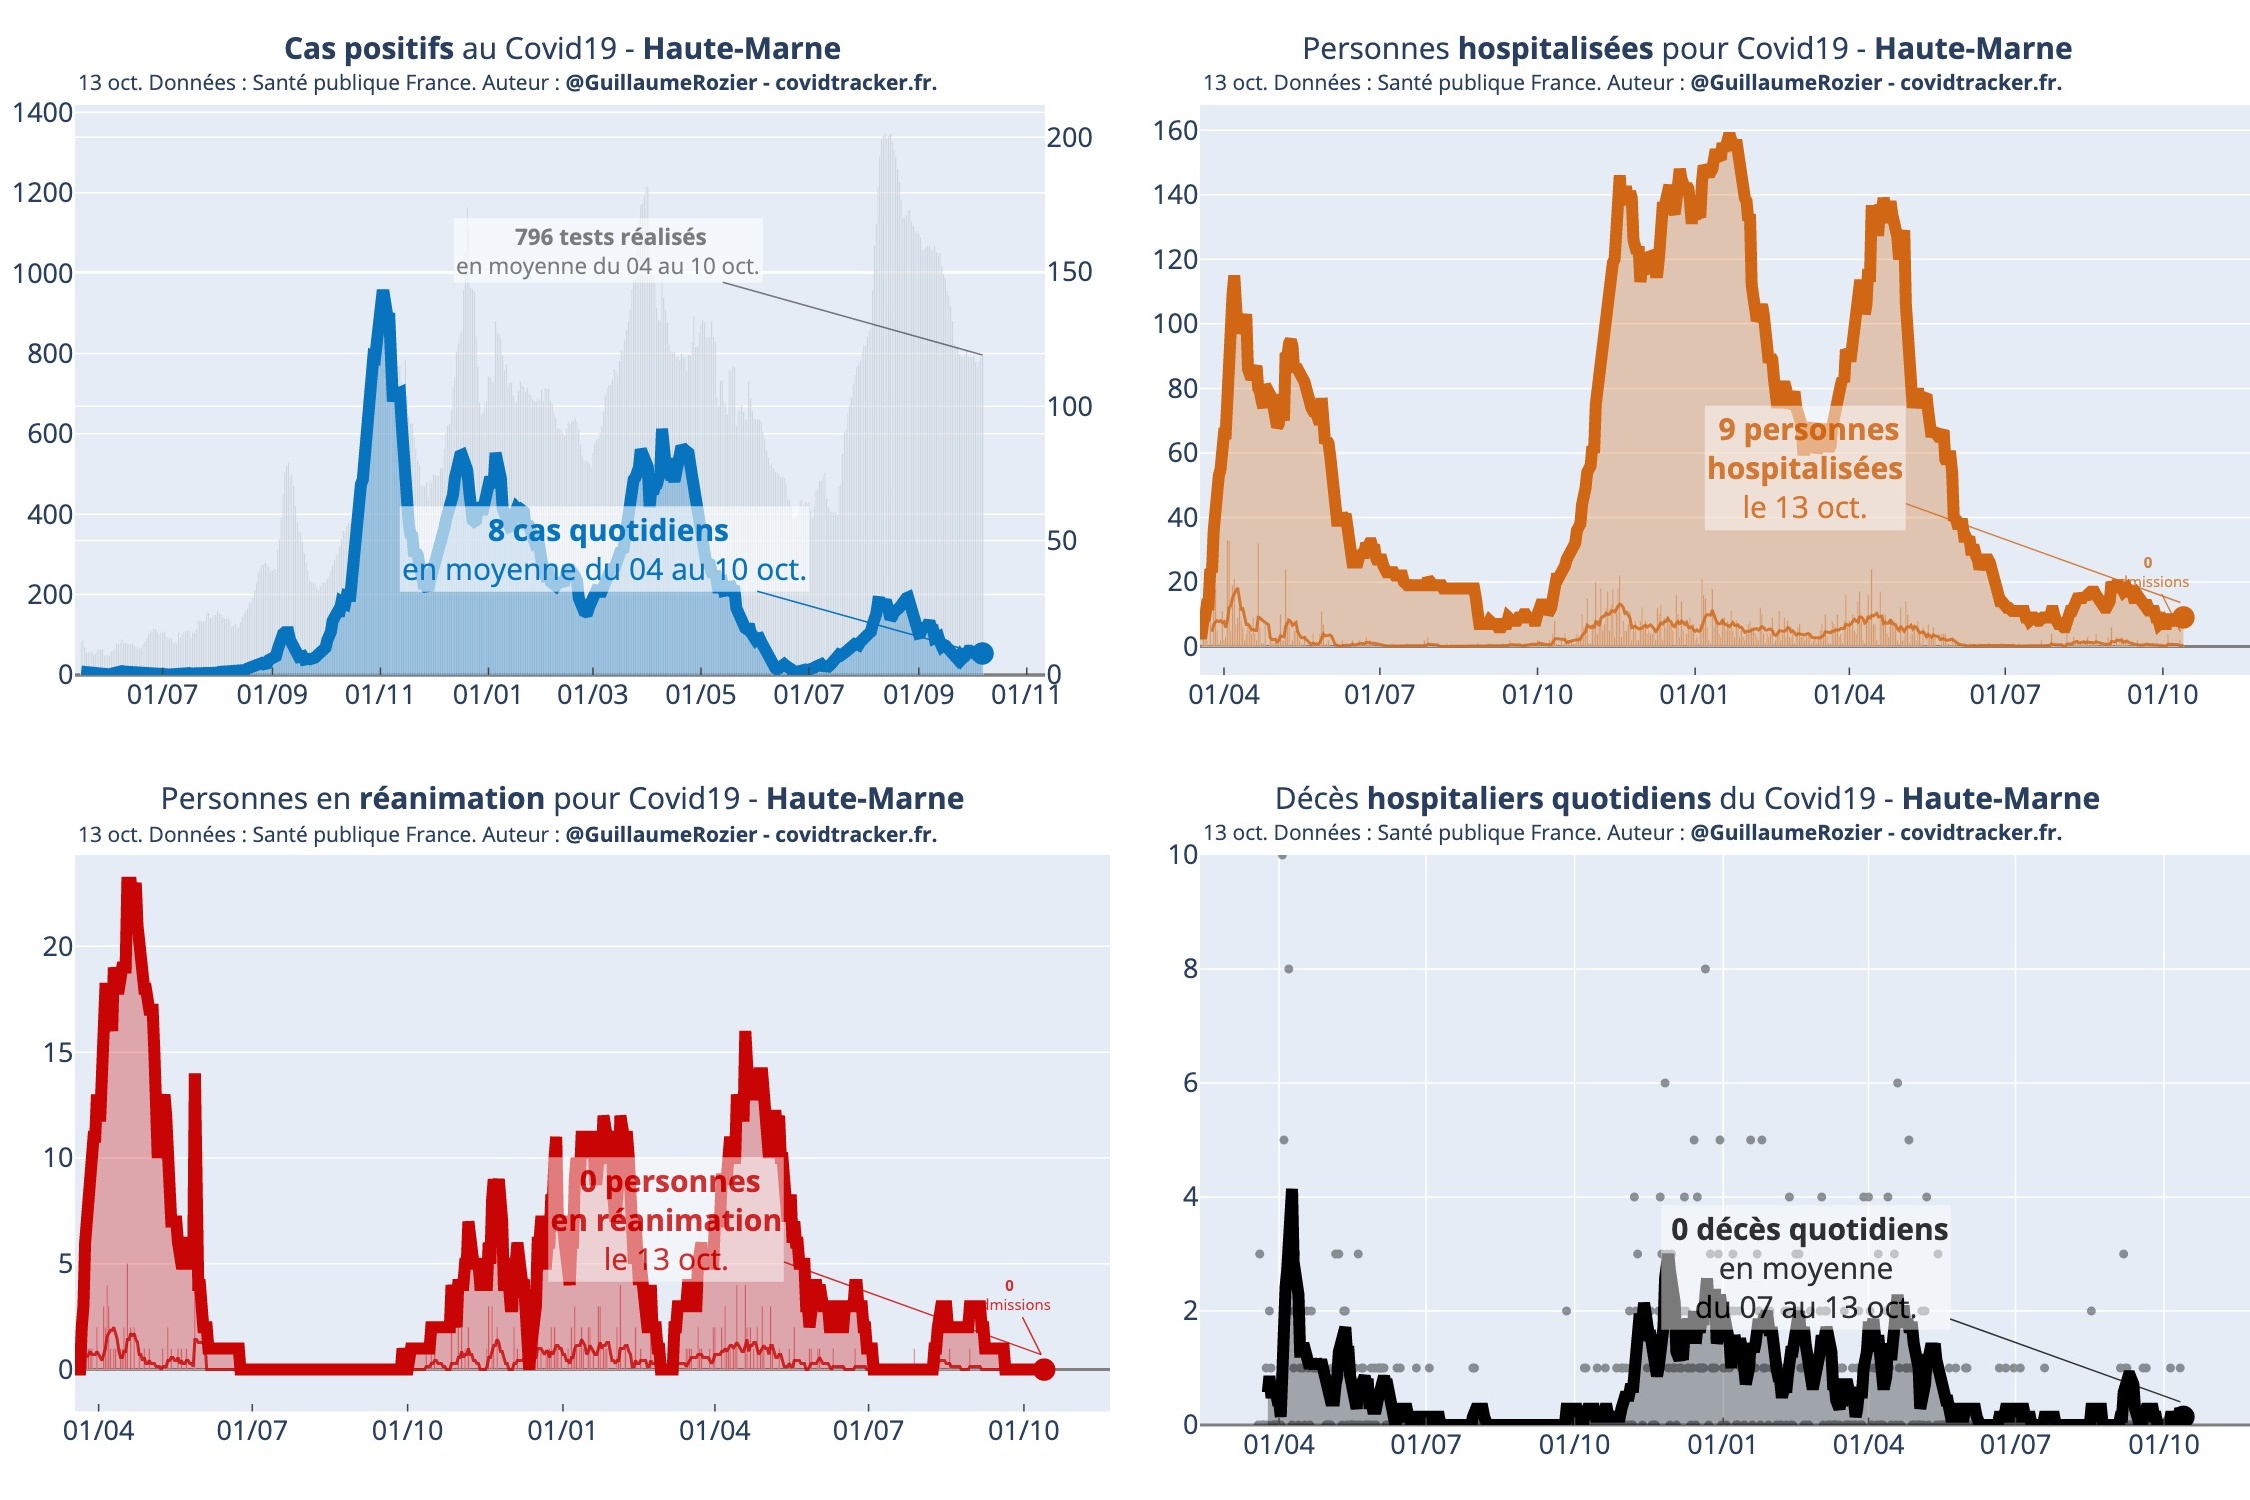 Cas positifs au Covid19 - Haute-Marne
13 oct. Données : Santé publique France. Auteur : @GuillaumeRozier - covidtracker.fr.
1400
1200
1000
800
600
400
200
0
200
150
100
50
0
796 tests réalisés
en moyenne du 04 au 10 oct.
8 cas quotidiens
en moyenne du 04 au 10 oct.
01/07 01/09 01/11 01/01 01/03 01/05 01/07 01/09 01/11
Personnes hospitalisées pour Covid19 - Haute-Marne
13 oct. Données : Santé publique France. Auteur : @GuillaumeRozier - covidtracker.fr.
160
140
120
100
80
60
40
20
0
9 personnes
hospitalisées
le 13 oct.
0
missions
01/04 01/07 01/10 01/01 01/04 01/07 01/10
Personnes en réanimation pour Covid19 - Haute-Marne
13 oct. Données : Santé publique France. Auteur : @GuillaumeRozier - covidtracker.fr.
20
15
10
5
0
0 personnes
en réanimation
le 13 oct.
0
dmissions
01/04 01/07 01/10 01/01 01/04 01/07 01/10
Décès hospitaliers quotidiens du Covid19 - Haute-Marne
13 oct. Données : Santé publique France. Auteur : @GuillaumeRozier - covidtracker.fr.
10
8
6
4
2
0
0 décès quotidiens
en moyenne
du 07 au 13 oct.
01/04 01/07 01/10 01/01 01/04 01/07 01/10